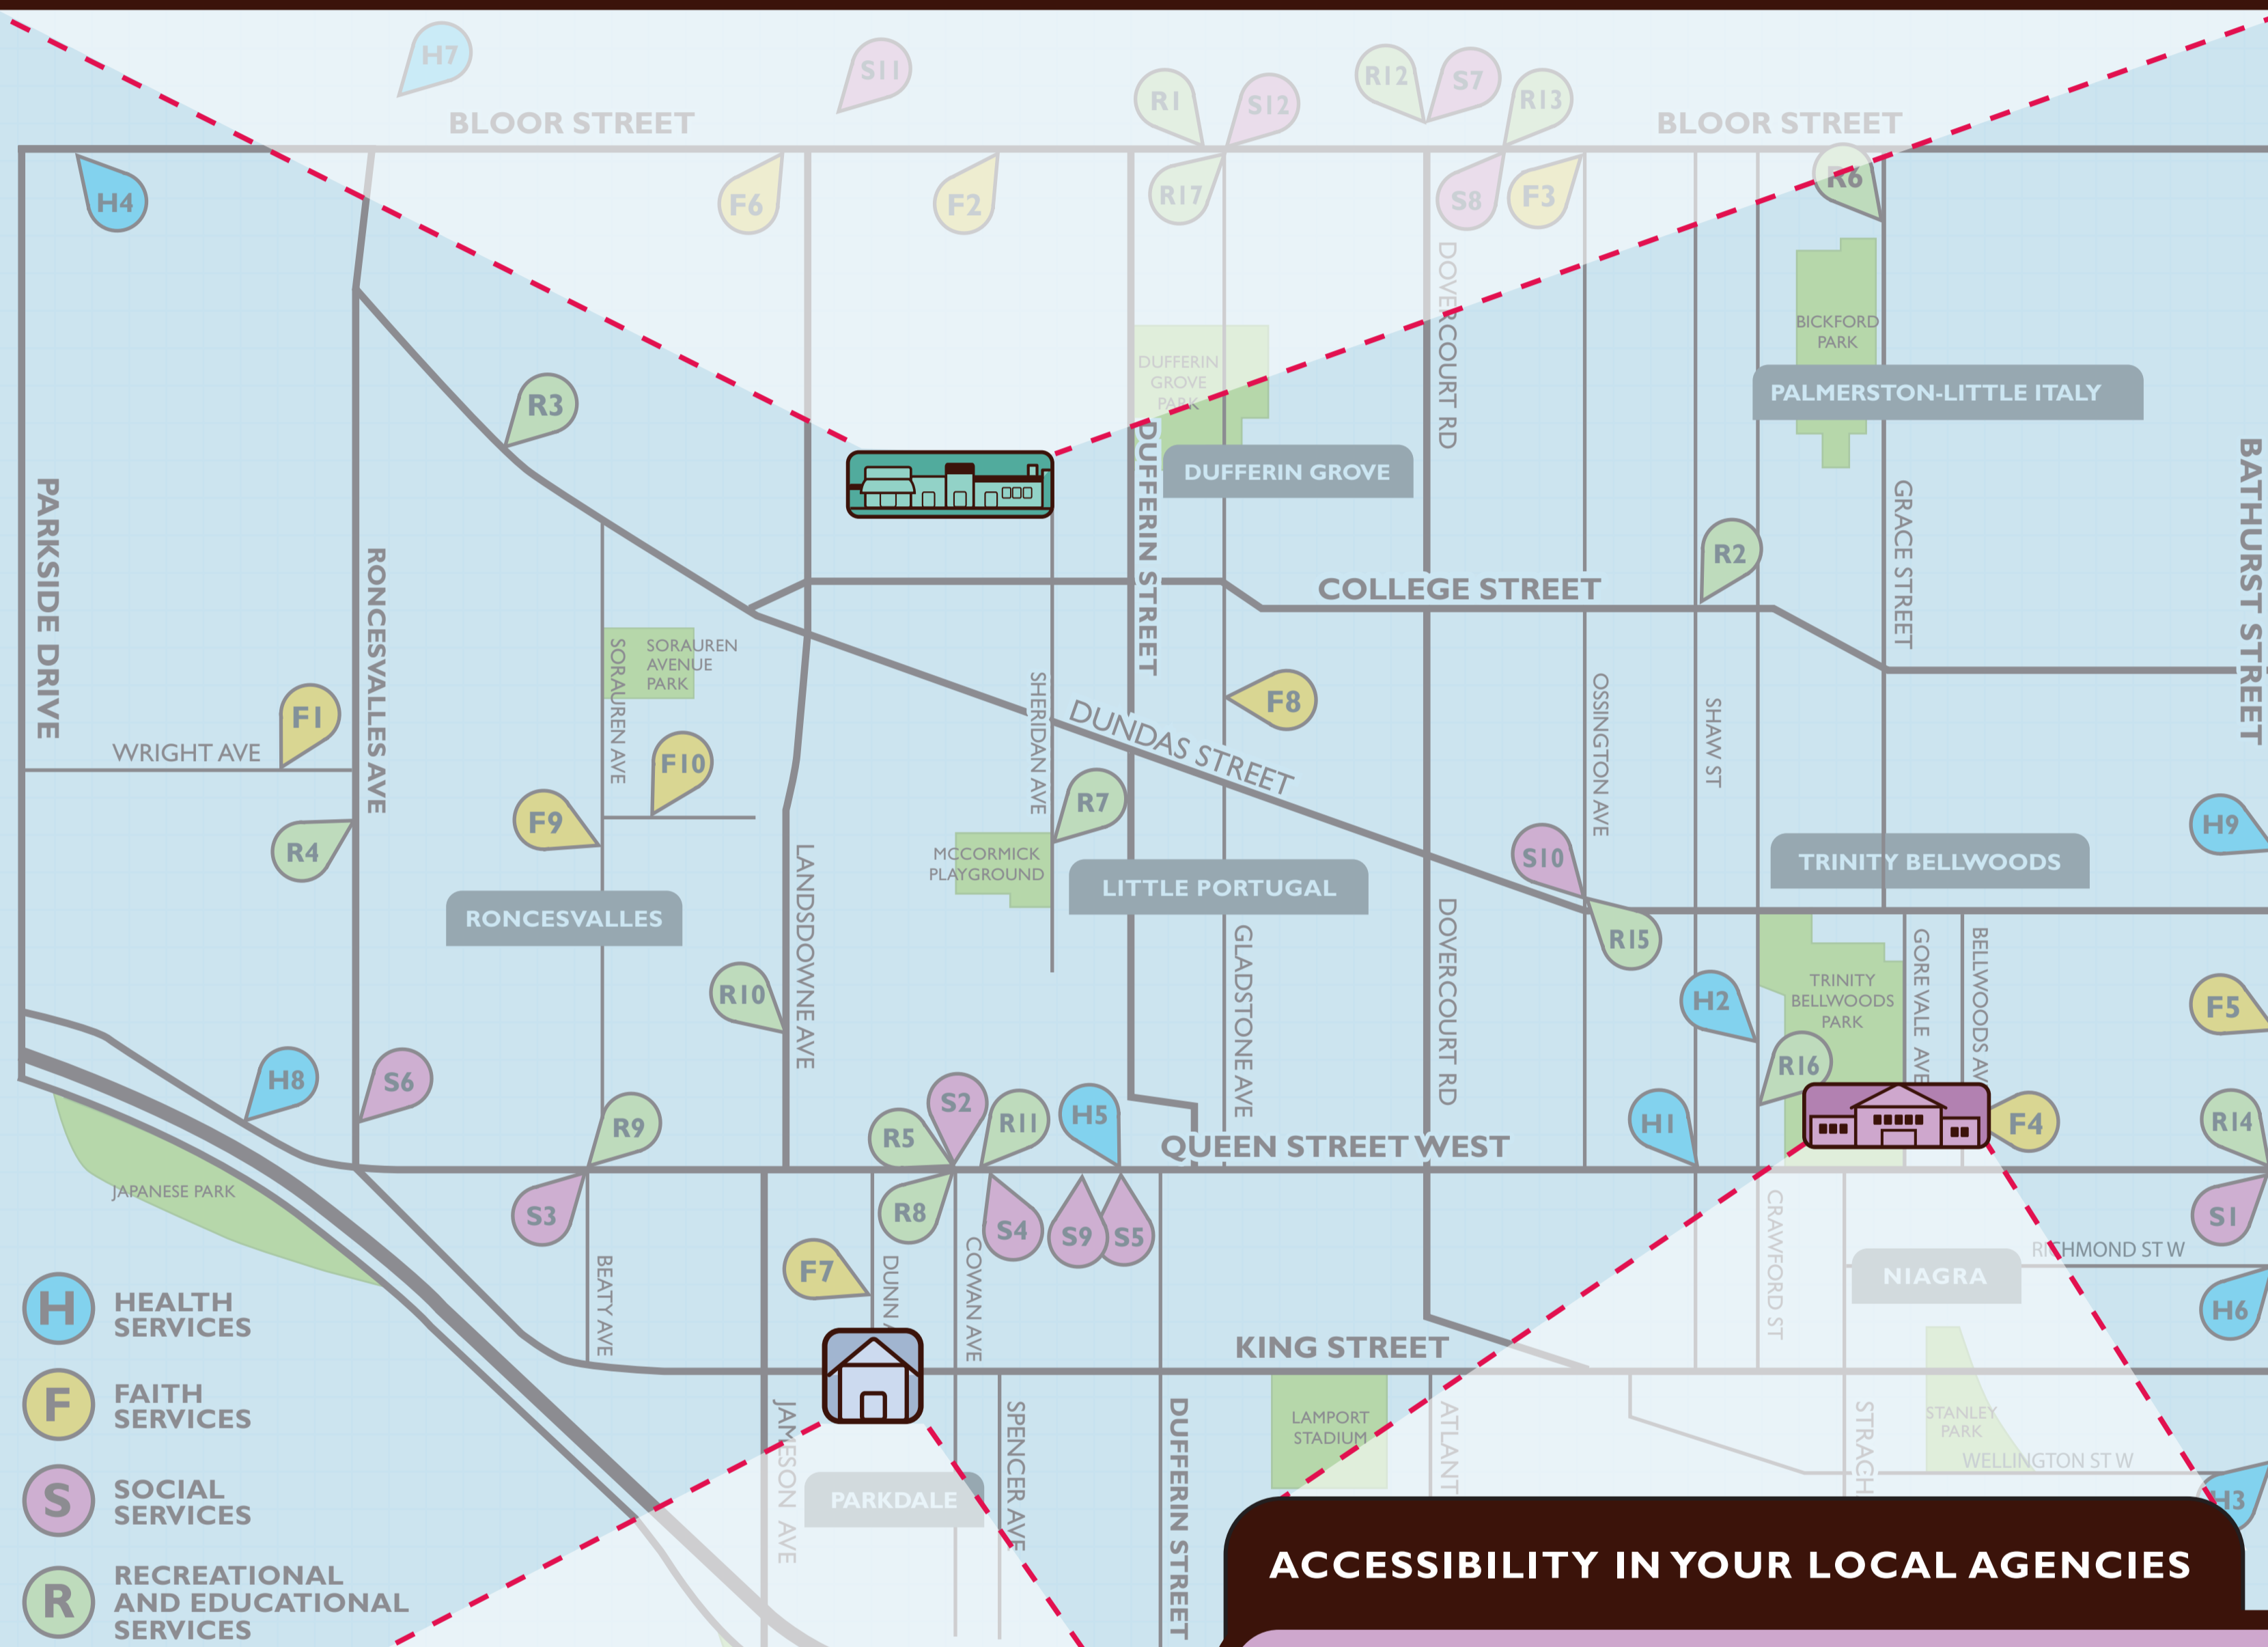 H7
S11
R1
S12
R12
S7
R13
BLOOR STREET
BLOOR STREET
H4
F6
F2
R17
S8
F3
R6
DOVERCOURT RD
BICKFORD
PARK
DUFFERIN
GROVE
PARK
R3
PALMERSTON-LITTLE ITALY
DUFFERIN GROVE
PARKSIDE DRIVE
RONCESVALLES AVE
DUFFERIN STREET
GRACE STREET
BATHURST STREET
R2
COLLEGE STREET
SORAUREN AVE
SORAUREN
AVENUE
PARK
SHERIDAN AVE
F1
F8
DUNDAS STREET
OSSINGTON AVE
SHAW ST
WRIGHT AVE
F10
F9
R7
H9
R4
MCCORMICK
PLAYGROUND
S10
LITTLE PORTUGAL
TRINITY BELLWOODS
LANDSDOWNE AVE
RONCESVALLES
DOVERCOURT RD
GLADSTONE AVE
R15
GORE VALE AVE
BELLWOODS AV
R10
H2
TRINITY
BELLWOODS
PARK
F5
H8
S6
R16
R9
R5
S2
R11
H5
H1
F4
R14
QUEEN STREET WEST
JAPANESE PARK
S3
R8
S4
S9
S5
S1
CRAWFORD ST
RICHMOND ST W
BEATY AVE
F7
DUNN
COWAN AVE
NIAGRA
H6
KING STREET
H
HEALTH
SERVICES
F
FAITH
SERVICES
S
SOCIAL
SERVICES
R
RECREATIONAL
AND EDUCATIONAL
SERVICES
JAMESON AVE
PARKDALE
SPENCER AVE
DUFFERIN STREET
LAMPORT
STADIUM
ATLANT
STRACH
STANLEY
PARK
WELLINGTON ST W
H3
ACCESSIBILITY IN YOUR LOCAL AGENCIES